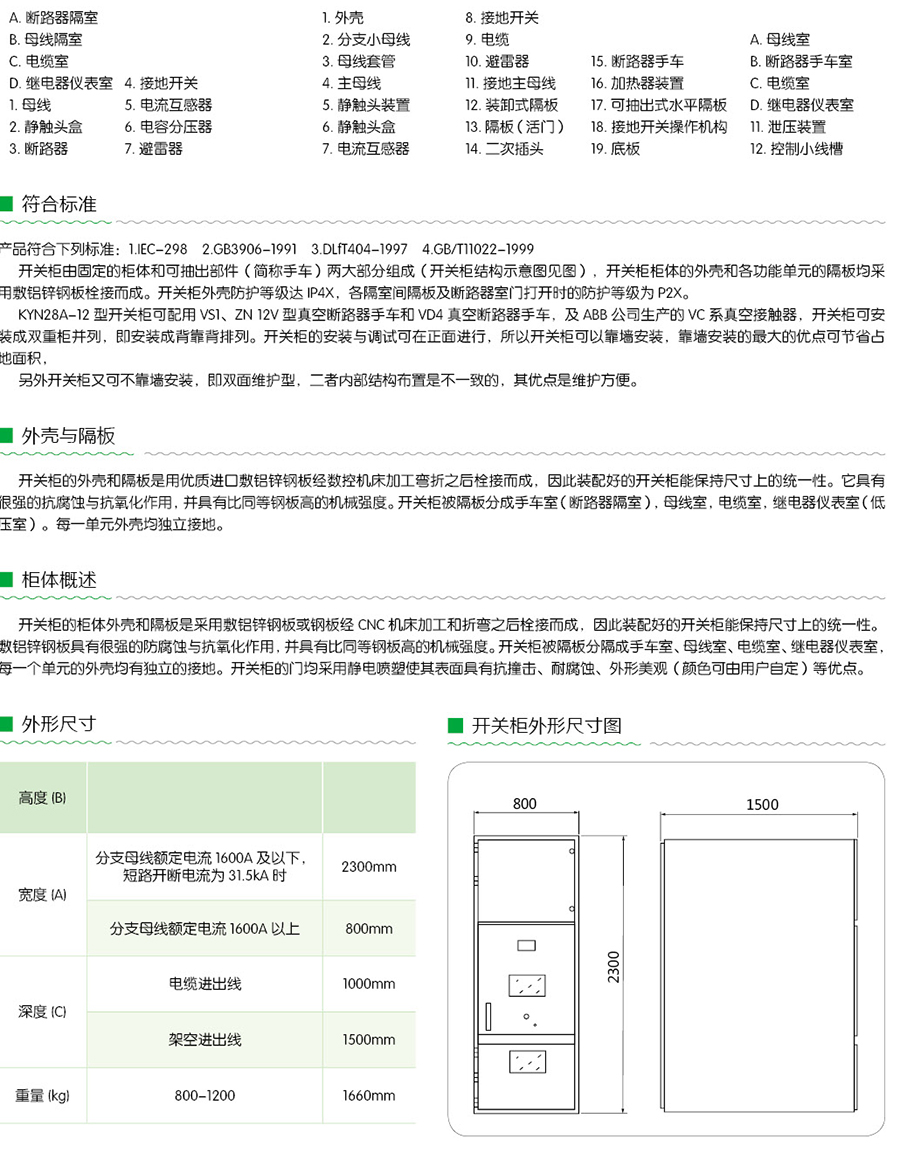 A. 断路器隔室
B. 母线隔室
C. 电缆室
D. 继电器仪表室
1. 母线
2. 静触头盒
3. 断路器
4. 接地开关
5. 电流互感器
6. 电容分压器
7. 避雷器
1. 外壳
2. 分支小母线
3. 母线套管
4. 主母线
5. 静触头装置
6. 静触头盒
7. 电流互感器
8. 接地开关
9. 电缆
10. 避雷器
11. 接地主母线
12. 装卸式隔板
13. 隔板（活门）
14. 二次插头
15. 断路器手车
16. 加热器装置
17. 可抽出式水平隔板
18. 接地开关操作机构
19. 底板
A. 母线室
B. 断路器手车室
C. 电缆室
D. 继电器仪表室
11. 泄压装置
12. 控制小线槽
符合标准
产品符合下列标准：1.IEC-298 2.GB3906-1991 3.DLfT404-1997 4.GB/T11022-1999
开关柜由固定的柜体和可抽出部件（简称手车）两大部分组成（开关柜结构示意图见图），开关柜柜体的外壳和各功能单元的隔板均采
用敷铝锌钢板栓接而成。开关柜外壳防护等级达 IP4X，各隔室间隔板及断路器室门打开时的防护等级为 P2X。
KYN28A-12 型开关柜可配用 VS1、ZN 12V 型真空断路器手车和 VD4 真空断路器手车，及 ABB 公司生产的 VC 系真空接触器，开关柜可安
装成双重柜并列，即安装成背靠背排列。开关柜的安装与调试可在正面进行，所以开关柜可以靠墙安装，靠墙安装的最大的优点可节省占
地面积，
另外开关柜又可不靠墙安装，即双面维护型，二者内部结构布置是不一致的，其优点是维护方便。
外壳与隔板
开关柜的外壳和隔板是用优质进口敷铝锌钢板经数控机床加工弯折之后栓接而成，因此装配好的开关柜能保持尺寸上的统一性。它具有
很强的抗腐蚀与抗氧化作用，并具有比同等钢板高的机械强度。开关柜被隔板分成手车室（断路器隔室），母线室，电缆室，继电器仪表室（低
压室）。每一单元外壳均独立接地。
柜体概述
开关柜的柜体外壳和隔板是采用敷铝锌钢板或钢板经 CNC 机床加工和折弯之后栓接而成，因此装配好的开关柜能保持尺寸上的统一性。
敷铝锌钢板具有很强的防腐蚀与抗氧化作用，并具有比同等钢板高的机械强度。开关柜被隔板分隔成手车室、母线室、电缆室、继电器仪表室，
每一个单元的外壳均有独立的接地。开关柜的门均采用静电喷塑使其表面具有抗撞击、耐腐蚀、外形美观（颜色可由用户自定）等优点。
外形尺寸
高度 (B)
宽度 (A)
分支母线额定电流 1600A 及以下，
短路开断电流为 31.5kA 时
2300mm
分支母线额定电流 1600A 以上
800mm
深度 (C)
电缆进出线
1000mm
架空进出线
1500mm
重量 (kg)
800-1200
1660mm
开关柜外形尺寸图
800
1500
2300